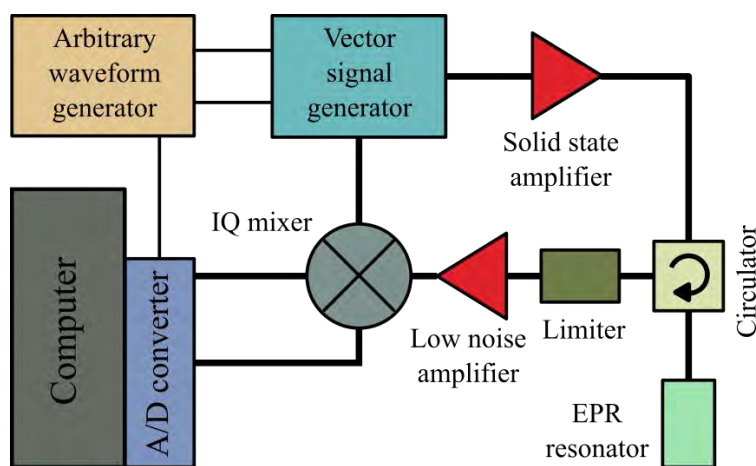 Arbitrary
waveform
generator
Vector
signal
generator
Solid state
amplifier
IQ mixer
Computer
A/D converter
Low noise
amplifier
Limiter
Circulator
EPR
resonator